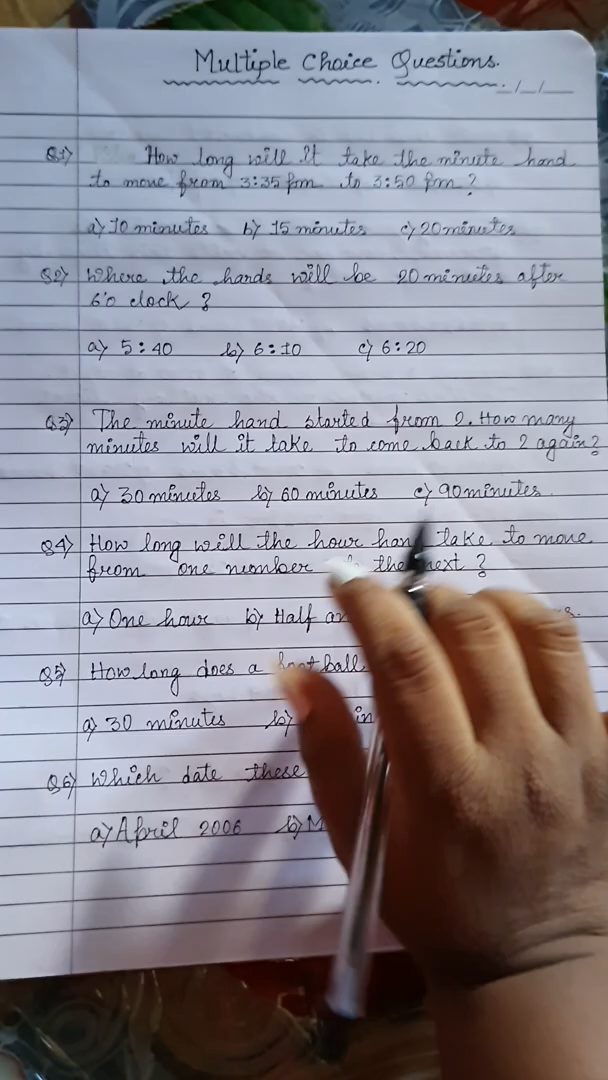 Multiple Choice Questions.
_/_/__
Q1) How long will it take the minute hand
to move from 3:35 pm to 3:50 pm ?
a) 10 minutes b) 15 minutes c) 20 minutes
Q2) Where the hands will be 20 minutes after
6'o clock ?
a) 5:40 b) 6:10 c) 6:20
Q3) The minute hand started from 2. How many
minutes will it take to come back to 2 again?
a) 30 minutes b) 60 minutes c) 90 minutes.
Q4) How long will the hour hand take to move
from one number the next ?
a) One hour b) Half an
Q5) How long does a football
a) 30 minutes b)
Q6) Which date these
a) April 2006 b) M